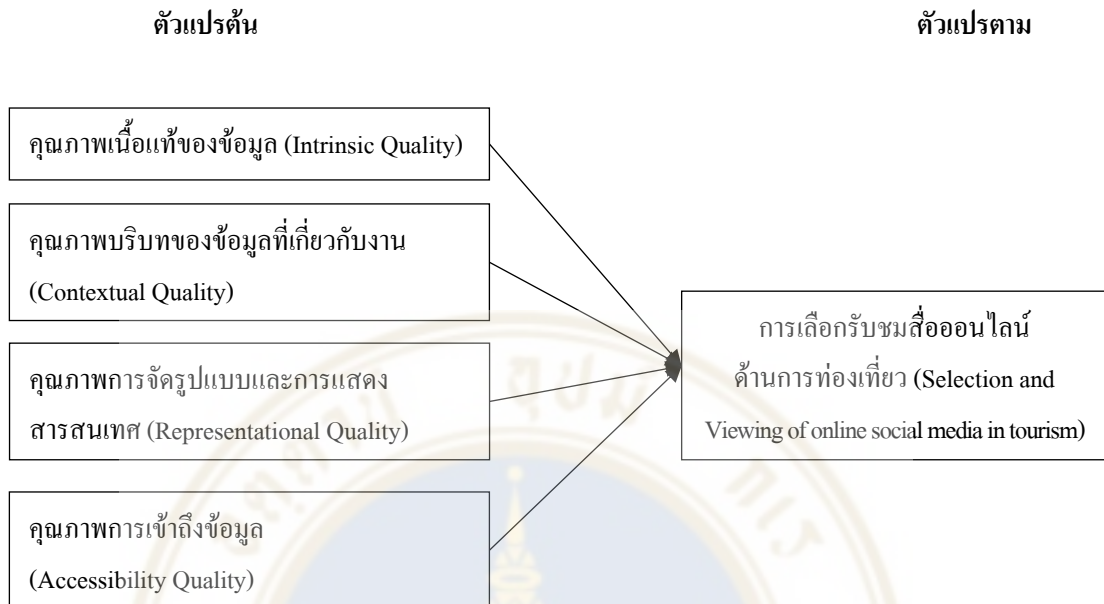 ตัวแปรต้น
ตัวแปรตาม
คุณภาพเนื้อแท้ของข้อมูล (Intrinsic Quality)
คุณภาพบริบทของข้อมูลที่เกี่ยวกับงาน
(Contextual Quality)
คุณภาพการจัดรูปแบบและการแสดง
สารสนเทศ (Representational Quality)
คุณภาพการเข้าถึงข้อมูล
(Accessibility Quality)
การเลือกรับชมสื่อออนไลน์
ด้านการท่องเที่ยว (Selection and
Viewing of online social media in tourism)